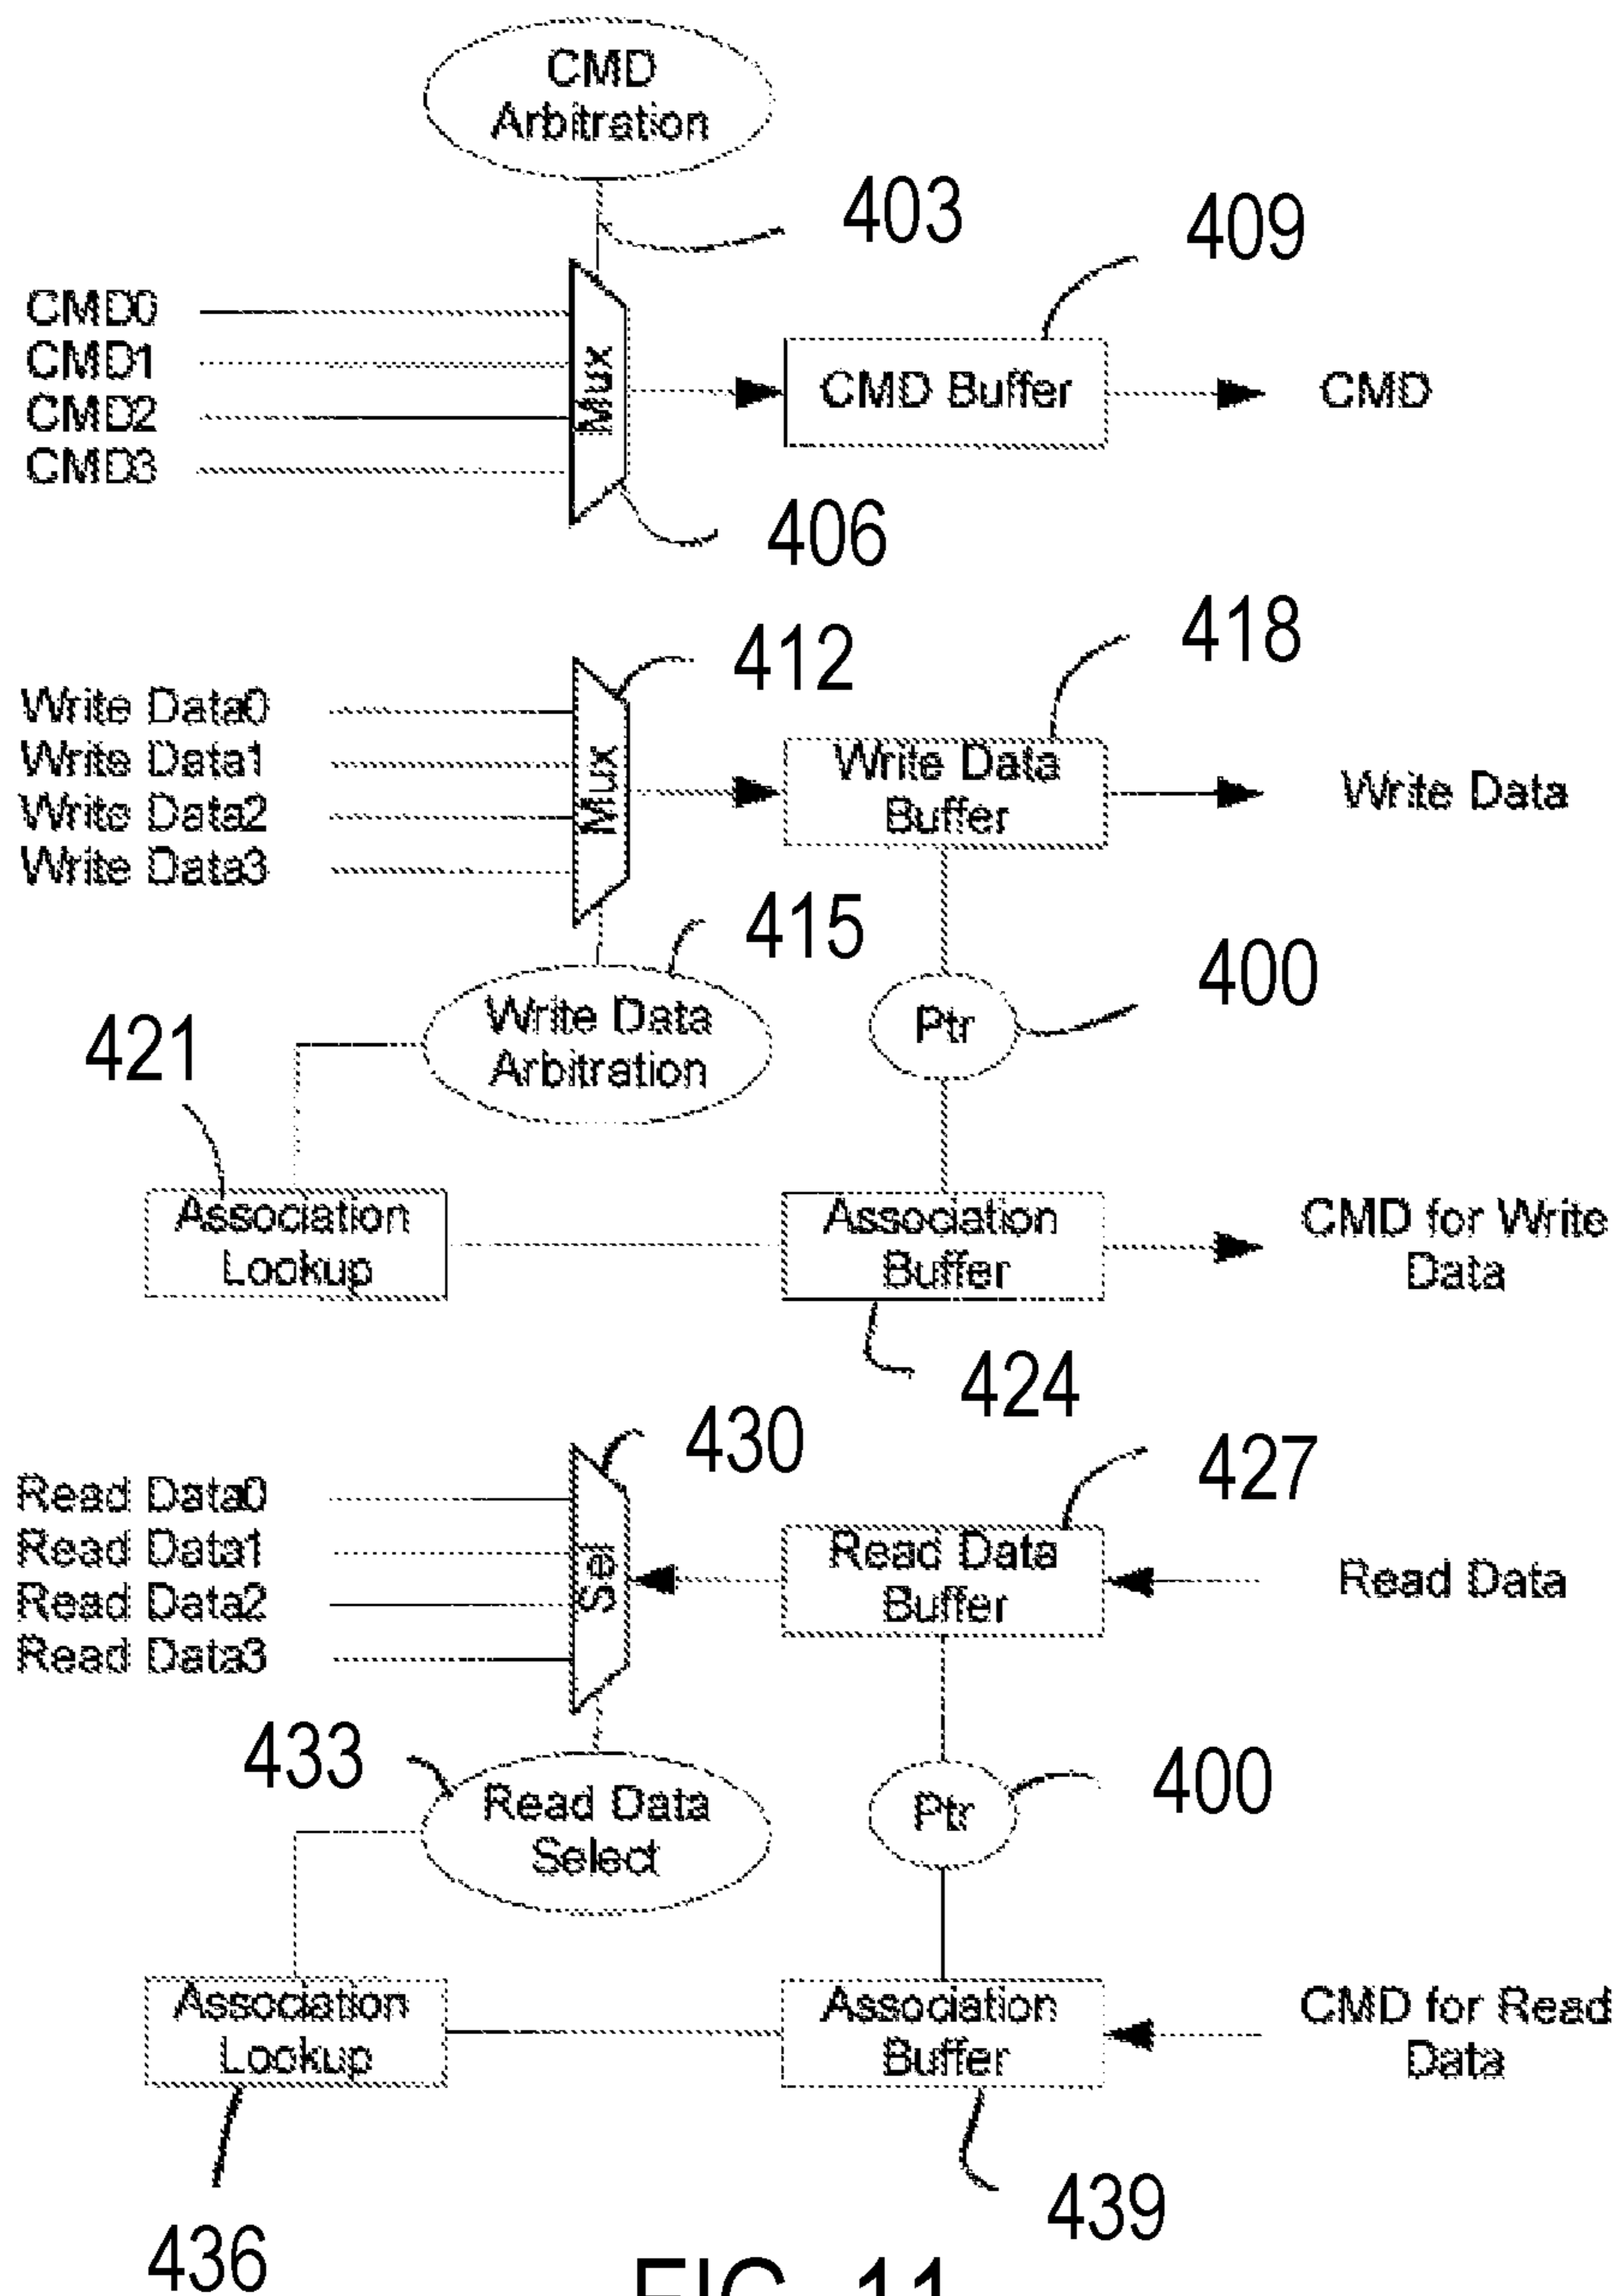 CMD
Arbitration
403
409
CMD0
CMD1
CMD2
CMD3
Mux
CMD Buffer
CMD
406
412
418
Write Data0
Write Data1
Write Data2
Write Data3
Mux
Write Data
Buffer
Write Data
415
400
421
Write Data
Arbitration
Ptr
Association
Lookup
Association
Buffer
CMD for Write
Data
424
430
427
Read Data0
Read Data1
Read Data2
Read Data3
Sel
Read Data
Buffer
Read Data
433
400
Read Data
Select
Ptr
Association
Lookup
Association
Buffer
CMD for Read
Data
436
439
FIG. 11